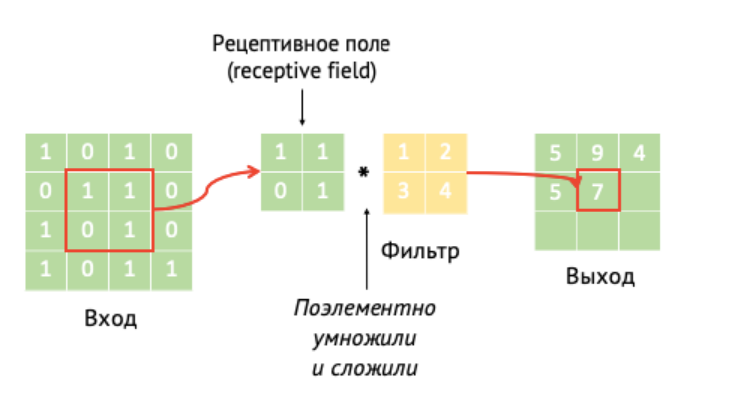 Рецептивное поле
(receptive field)
1 0 1 0
0 1 1 0
1 0 1 0
1 0 1 1
Вход
1 1
0 1
*
1 2
3 4
Фильтр
Поэлементно
умножили
и сложили
5 9 4
5 7
Выход